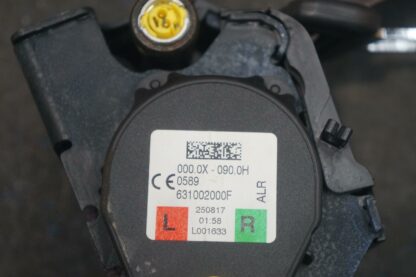 000.0X - 090.0H
CE 0589
631002000F
ALR
250817
01:58
L001633
L
R